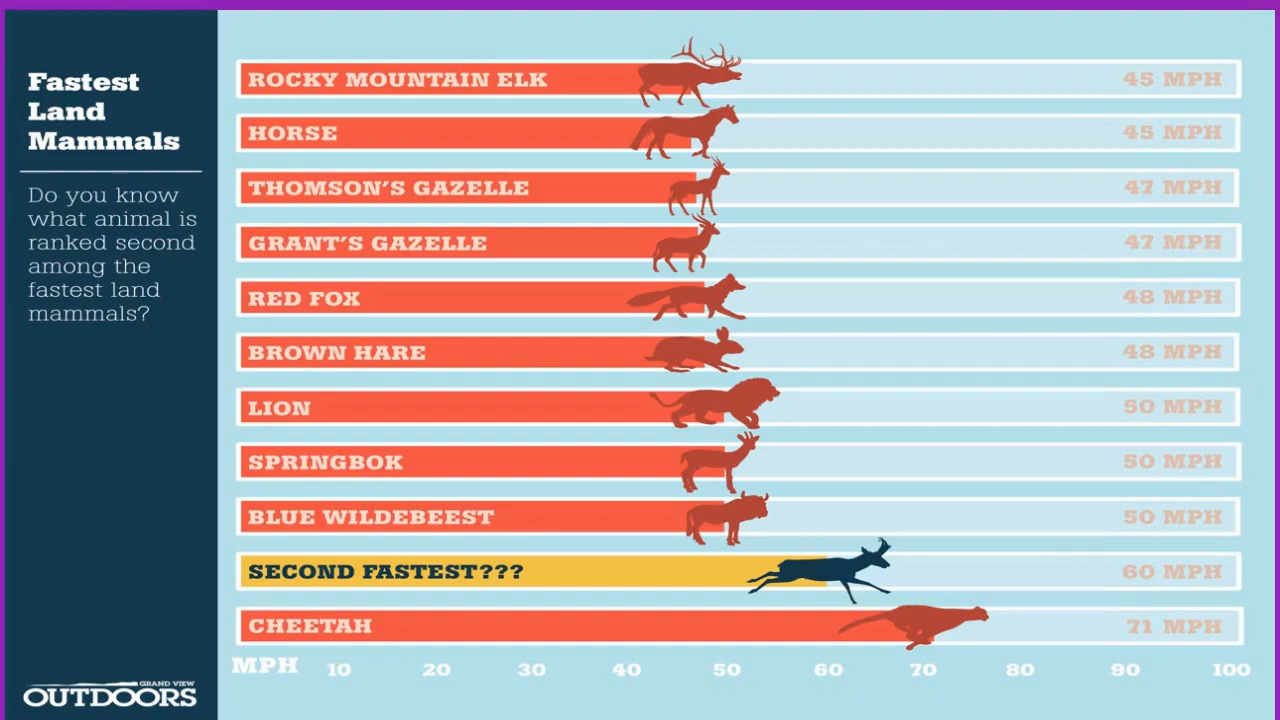 Fastest
Land
Mammals
Do you know
what animal is
ranked second
among the
fastest land
mammals?
GRAND VIEW
OUTDOORS
ROCKY MOUNTAIN ELK 45 MPH
HORSE 45 MPH
THOMSON'S GAZELLE 47 MPH
GRANT'S GAZELLE 47 MPH
RED FOX 48 MPH
BROWN HARE 48 MPH
LION 50 MPH
SPRINGBOK 50 MPH
BLUE WILDEBEEST 50 MPH
SECOND FASTEST??? 60 MPH
CHEETAH 71 MPH
MPH 10 20 30 40 50 60 70 80 90 100